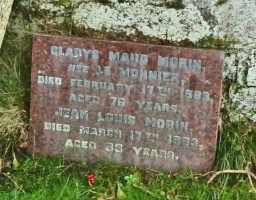 GLADYS MAUD MORIN,
NÉE LE MONNIER,
DIED FEBRUARY 17TH 1983,
AGED 76 YEARS.
JEAN LOUIS MORIN,
DIED MARCH 17TH 1993,
AGED 93 YEARS.